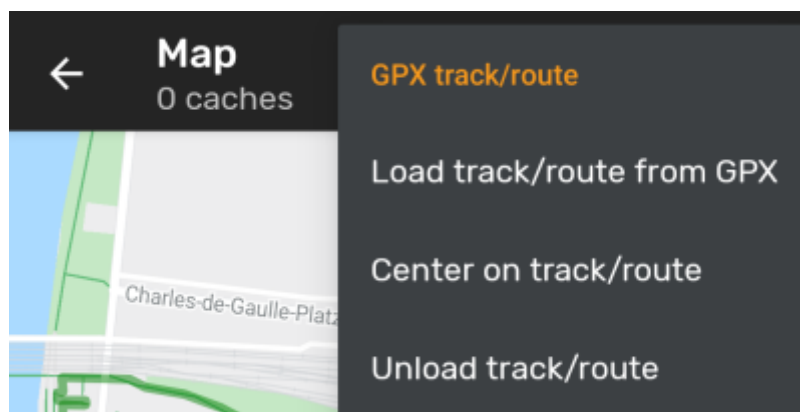 Map
0 caches
GPX track/route
Load track/route from GPX
Center on track/route
Unload track/route
Charles-de-Gaulle-Platz